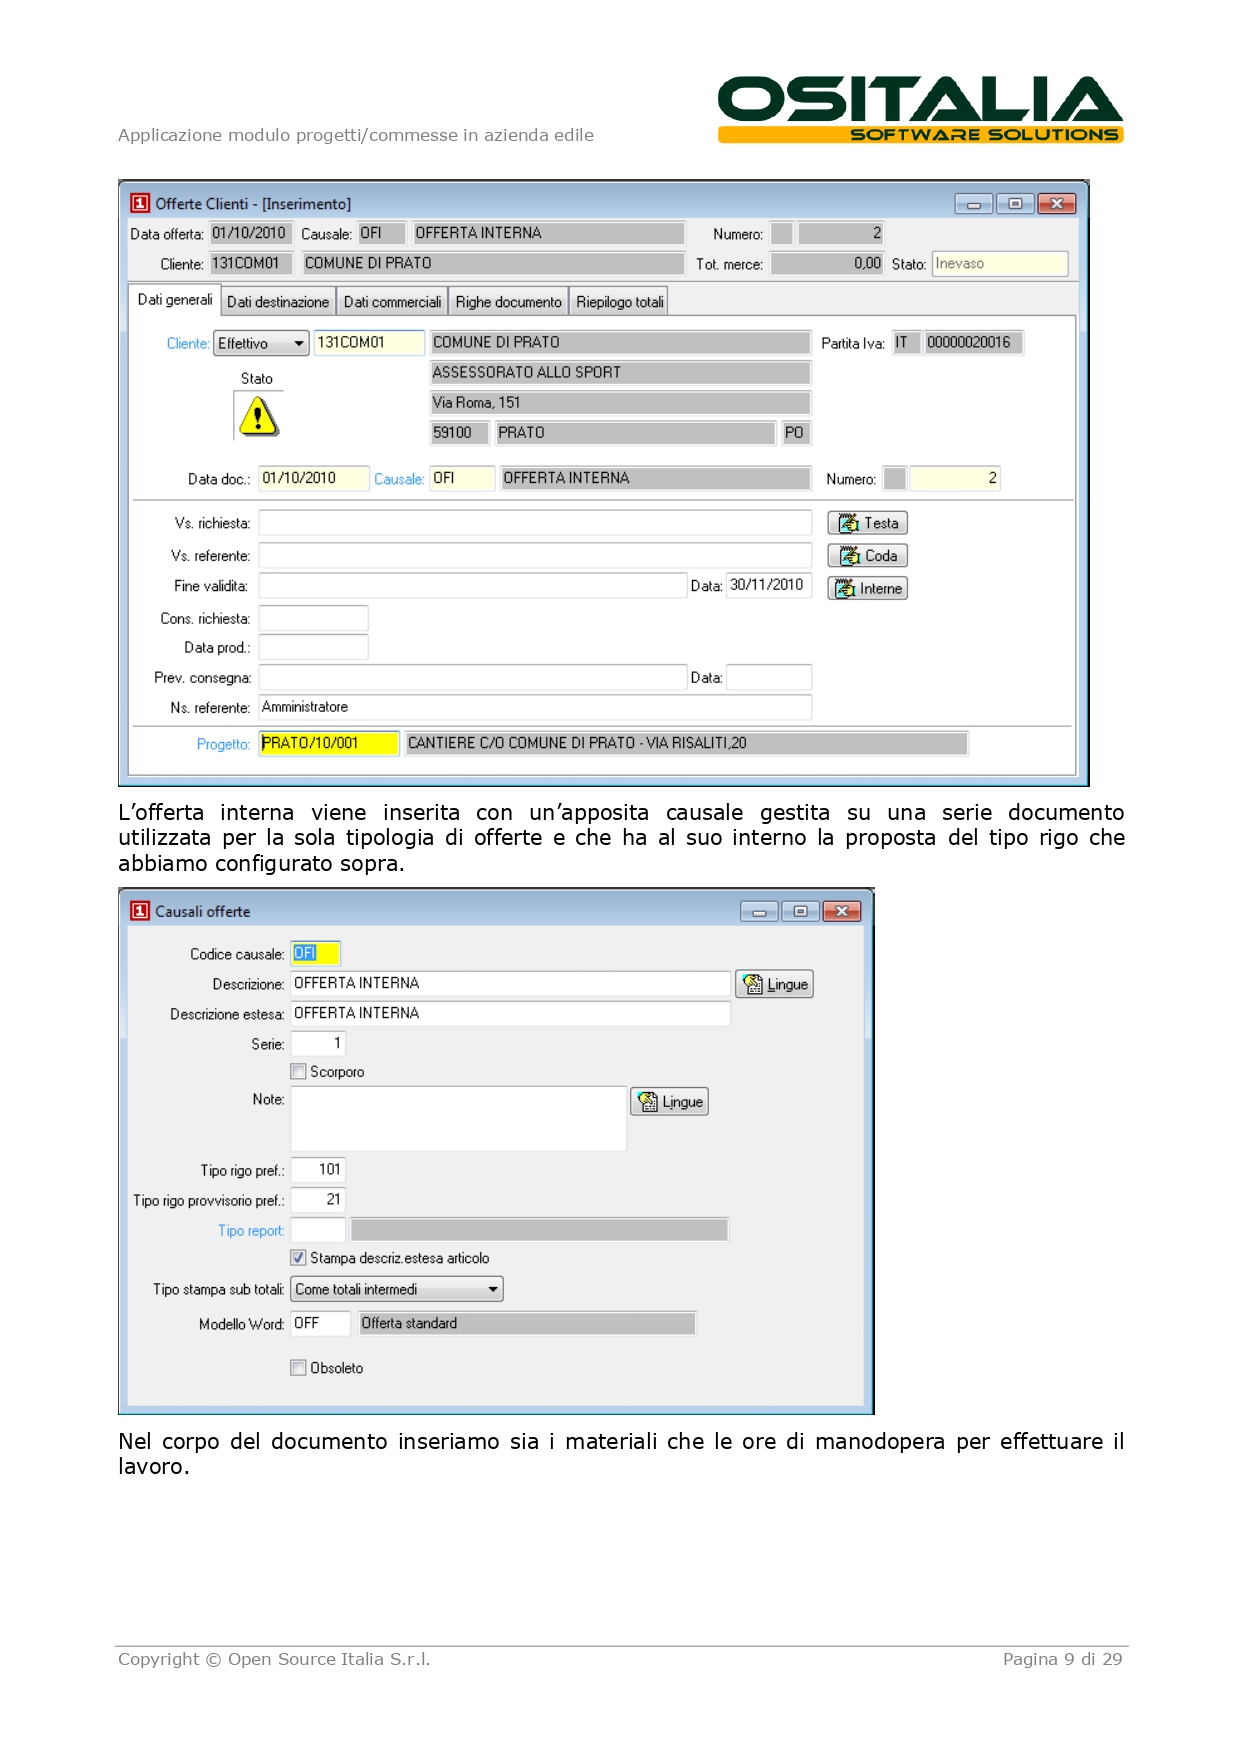 OSITALIA
SOFTWARE SOLUTIONS
Applicazione modulo progetti/commesse in azienda edile
Offerte Clienti - [Inserimento]
Data offerta: 01/10/2010 Causale: OFI OFFERTA INTERNA Numero: 2
Cliente: 131COM01 COMUNE DI PRATO Tot. merce: 0,00 Stato: Inevaso
Dati generali Dati destinazione Dati commerciali Righe documento Riepilogo totali
Cliente: Effettivo 131COM01 COMUNE DI PRATO Partita Iva: IT 00000020016
Stato ASSESSORATO ALLO SPORT
Via Roma, 151
59100 PRATO PO
Data doc.: 01/10/2010 Causale: OFI OFFERTA INTERNA Numero: 2
Vs. richiesta: Testa
Vs. referente: Coda
Fine validita: Data: 30/11/2010 Interne
Cons. richiesta:
Data prod.:
Prev. consegna: Data:
Ns. referente: Amministratore
Progetto: PRATO/10/001 CANTIERE C/O COMUNE DI PRATO - VIA RISALITI,20
L’offerta interna viene inserita con un’apposita causale gestita su una serie documento
utilizzata per la sola tipologia di offerte e che ha al suo interno la proposta del tipo rigo che
abbiamo configurato sopra.
Causali offerte
Codice causale: OFI
Descrizione: OFFERTA INTERNA Lingue
Descrizione estesa: OFFERTA INTERNA
Serie: 1
Scorporo
Note: Lingue
Tipo rigo pref.: 101
Tipo rigo provvisorio pref.: 21
Tipo report:
Stampa descriz.estesa articolo
Tipo stampa sub totali: Come totali intermedi
Modello Word: OFF Offerta standard
Obsoleto
Nel corpo del documento inseriamo sia i materiali che le ore di manodopera per effettuare il
lavoro.
Copyright © Open Source Italia S.r.l. Pagina 9 di 29